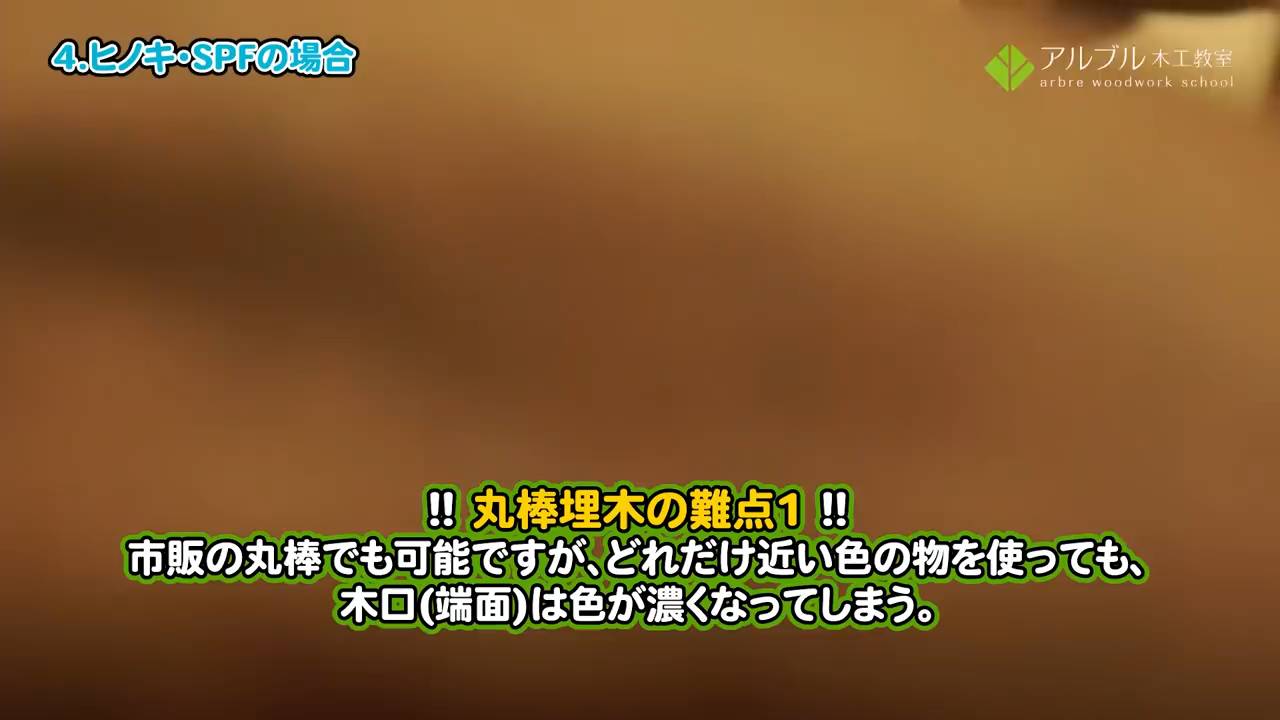 4.ヒノキ・SPFの場合
アルブル木工教室
arbre woodwork school
!! 丸棒埋木の難点1 !!
市販の丸棒でも可能ですが、どれだけ近い色の物を使っても、
木口(端面)は色が濃くなってしまう。